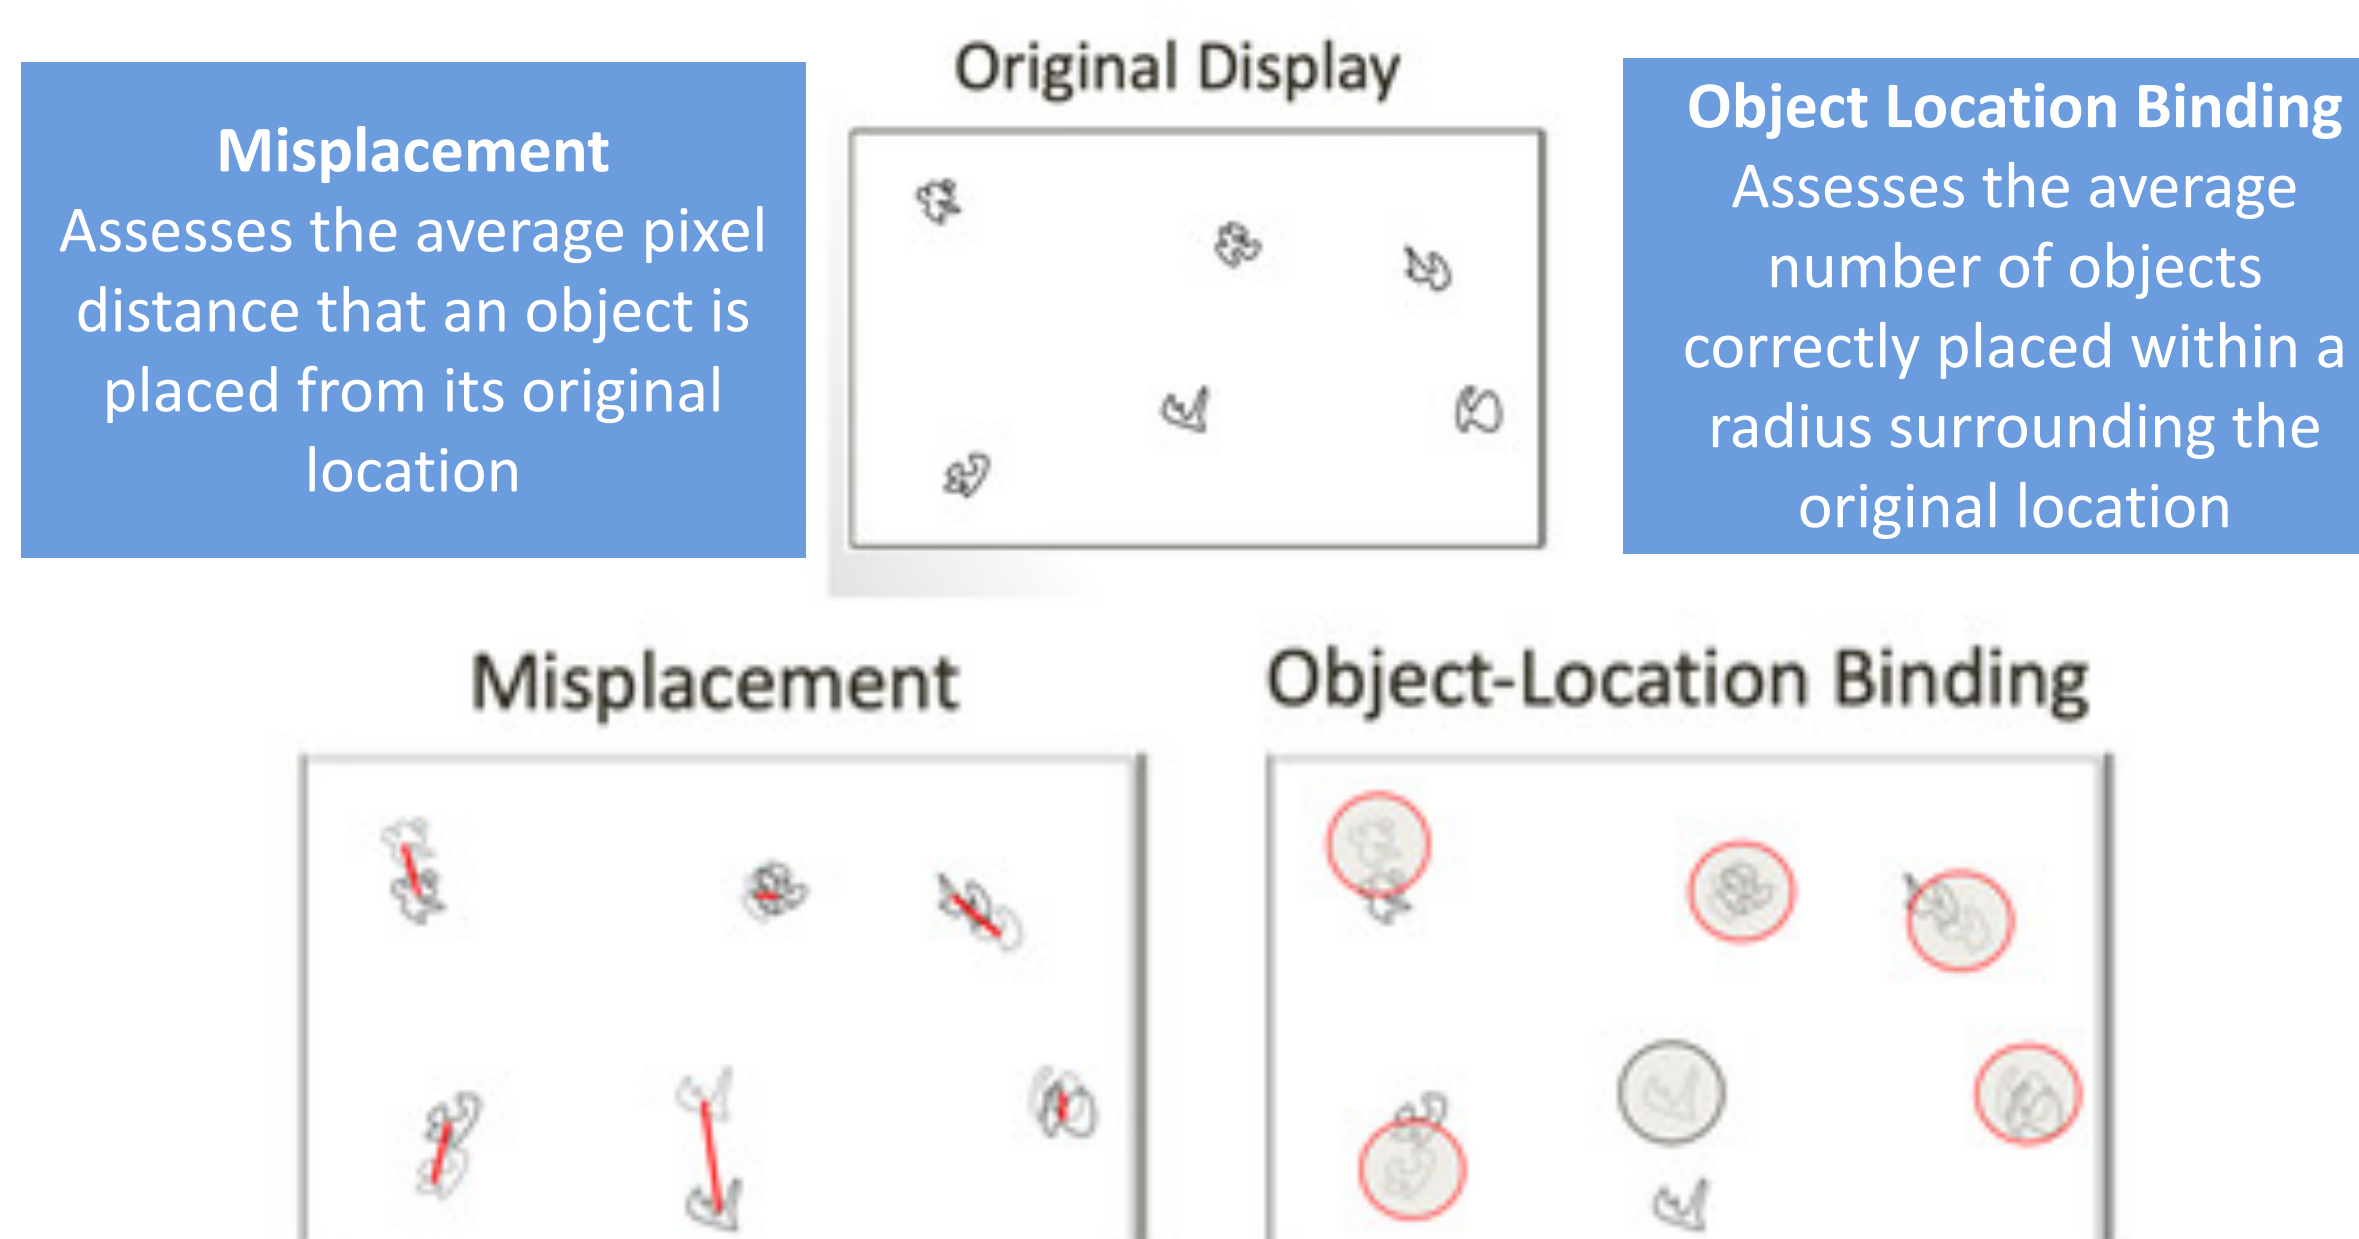 Original Display
Misplacement
Assesses the average pixel
distance that an object is
placed from its original
location
Object Location Binding
Assesses the average
number of objects
correctly placed within a
radius surrounding the
original location
Misplacement
Object-Location Binding